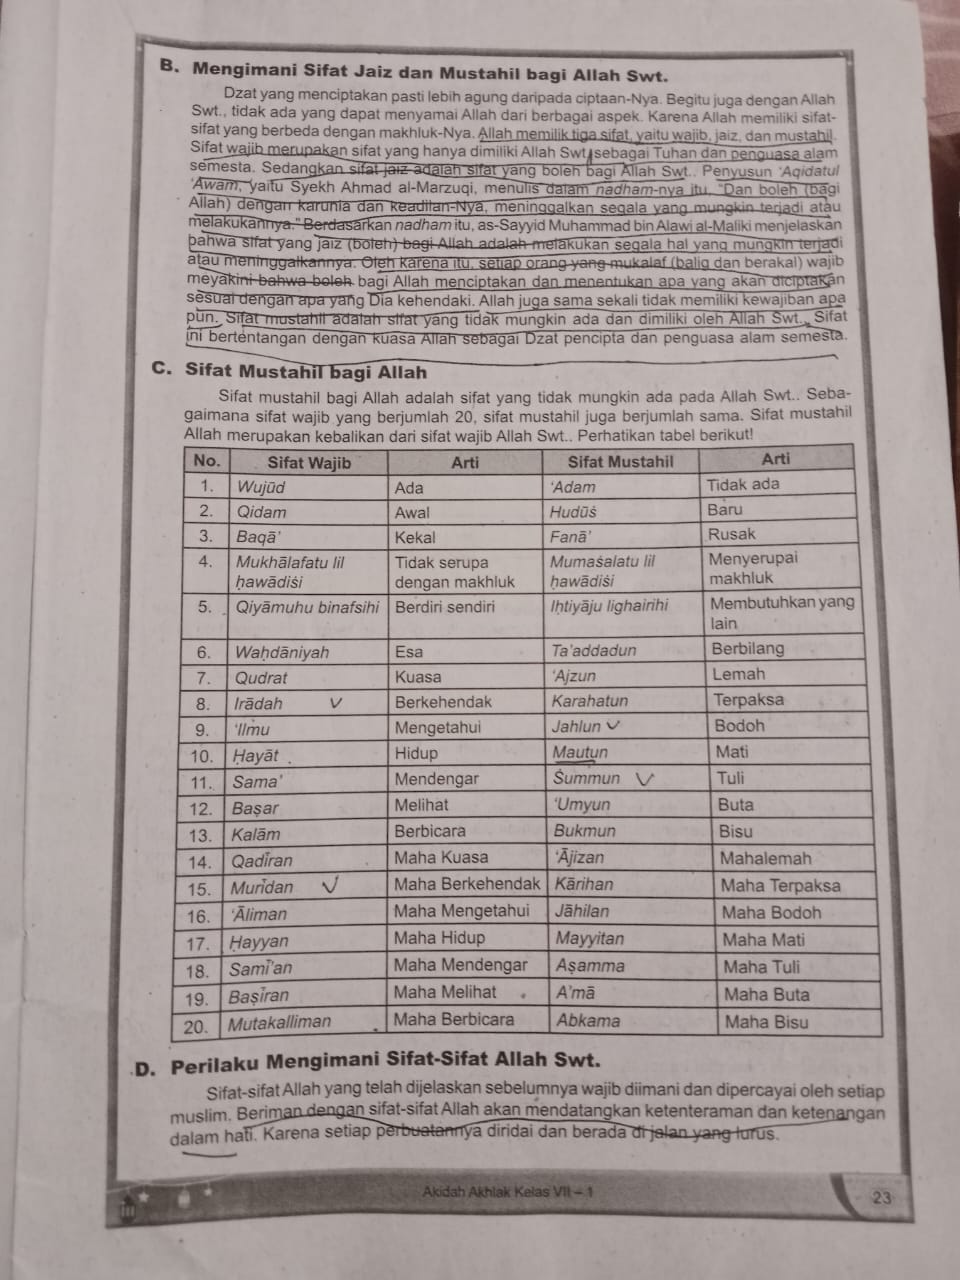 B. Mengimani Sifat Jaiz dan Mustahil bagi Allah Swt.
Dzat yang menciptakan pasti lebih agung daripada ciptaan-Nya. Begitu juga dengan Allah
Swt., tidak ada yang dapat menyamai Allah dari berbagai aspek. Karena Allah memiliki sifat-
sifat yang berbeda dengan makhluk-Nya. Allah memilik tiga sifat, yaitu wajib, jaiz, dan mustahil.
Sifat wajib merupakan sifat yang hanya dimiliki Allah Swt. sebagai Tuhan dan penguasa alam
semesta. Sedangkan sifat jaiz adalah sifat yang boleh bagi Allah Swt.. Penyusun 'Aqidatul
'Awam, yaitu Syekh Ahmad al-Marzuqi, menulis dalam nadham-nya itu, "Dan boleh (bagi
Allah) dengan karunia dan keadilan-Nya, meninggalkan segala yang mungkin terjadi atau
melakukannya." Berdasarkan nadham itu, as-Sayyid Muhammad bin Alawi al-Maliki menjelaskan
bahwa sifat yang jaiz (boleh) bagi Allah adalah melakukan segala hal yang mungkin terjadi
atau meninggalkannya. Oleh karena itu, setiap orang yang mukalaf (balig dan berakal) wajib
meyakini bahwa boleh bagi Allah menciptakan dan menentukan apa yang akan diciptakan
sesuai dengan apa yang Dia kehendaki. Allah juga sama sekali tidak memiliki kewajiban apa
pun. Sifat mustahil adalah sifat yang tidak mungkin ada dan dimiliki oleh Allah Swt.. Sifat
ini bertentangan dengan kuasa Allah sebagai Dzat pencipta dan penguasa alam semesta.
C. Sifat Mustahil bagi Allah
Sifat mustahil bagi Allah adalah sifat yang tidak mungkin ada pada Allah Swt.. Seba-
gaimana sifat wajib yang berjumlah 20, sifat mustahil juga berjumlah sama. Sifat mustahil
Allah merupakan kebalikan dari sifat wajib Allah Swt.. Perhatikan tabel berikut!
No. Sifat Wajib Arti Sifat Mustahil Arti
1. Wujūd Ada 'Adam Tidak ada
2. Qidam Awal Hudūṡ Baru
3. Baqā' Kekal Fanā' Rusak
4. Mukhālafatu lil Tidak serupa Mumaṡalatu lil Menyerupai
ḥawādiṡi dengan makhluk ḥawādiṡi makhluk
5. Qiyāmuhu binafsihi Berdiri sendiri Iḥtiyāju lighairihi Membutuhkan yang
lain
6. Waḥdāniyah Esa Ta'addadun Berbilang
7. Qudrat Kuasa 'Ajzun Lemah
8. Irādah Berkehendak Karahatun Terpaksa
9. 'Ilmu Mengetahui Jahlun Bodoh
10. Ḥayāt Hidup Mautun Mati
11. Sama' Mendengar Ṡummun Tuli
12. Baṣar Melihat 'Umyun Buta
13. Kalām Berbicara Bukmun Bisu
14. Qadīran Maha Kuasa 'Ājizan Mahalemah
15. Murīdan Maha Berkehendak Kārihan Maha Terpaksa
16. 'Āliman Maha Mengetahui Jāhilan Maha Bodoh
17. Ḥayyan Maha Hidup Mayyitan Maha Mati
18. Samī'an Maha Mendengar Aṣamma Maha Tuli
19. Baṣīran Maha Melihat A'mā Maha Buta
20. Mutakalliman Maha Berbicara Abkama Maha Bisu
D. Perilaku Mengimani Sifat-Sifat Allah Swt.
Sifat-sifat Allah yang telah dijelaskan sebelumnya wajib diimani dan dipercayai oleh setiap
muslim. Beriman dengan sifat-sifat Allah akan mendatangkan ketenteraman dan ketenangan
dalam hati. Karena setiap perbuatannya diridai dan berada di jalan yang lurus.
Akidah Akhlak Kelas VII – 1
23